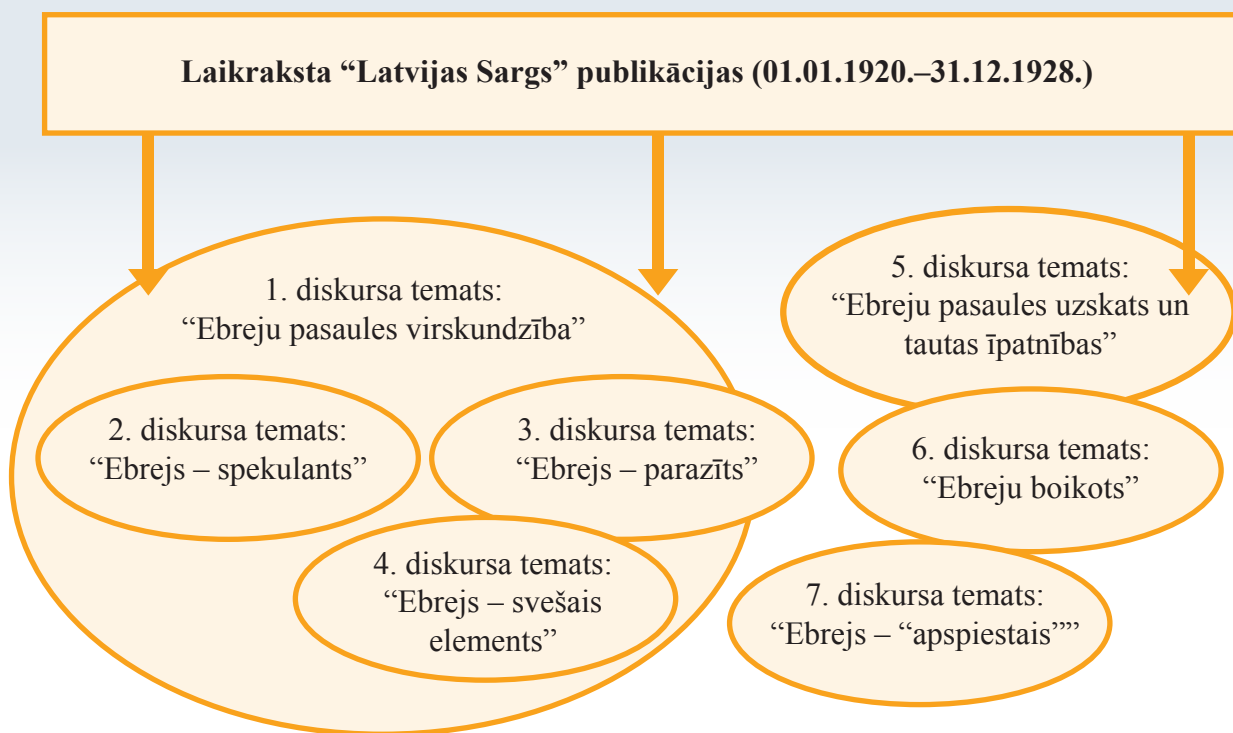 Laikraksta “Latvijas Sargs” publikācijas (01.01.1920.–31.12.1928.)
1. diskursa temats:
“Ebreju pasaules virskundzība”
2. diskursa temats:
“Ebrejs – spekulants”
3. diskursa temats:
“Ebrejs – parazīts”
4. diskursa temats:
“Ebrejs – svešais
elements”
5. diskursa temats:
“Ebreju pasaules uzskats un
tautas īpatnības”
6. diskursa temats:
“Ebreju boikots”
7. diskursa temats:
“Ebrejs – “apspiestais””